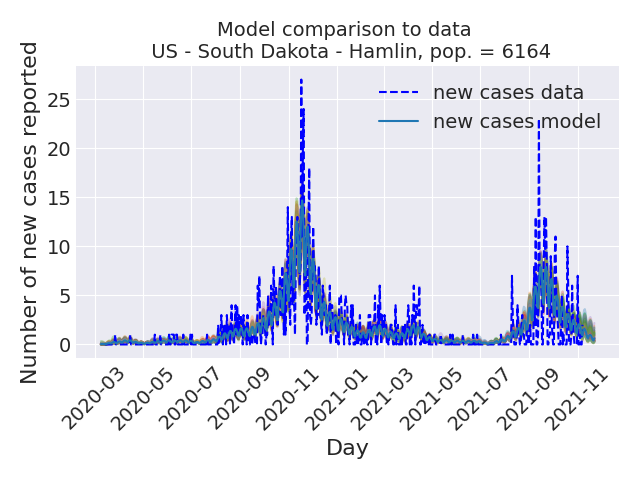 Model comparison to data
US - South Dakota - Hamlin, pop. = 6164
new cases data
new cases model
Number of new cases reported
25
20
15
10
5
0
2020-03
2020-05
2020-07
2020-09
2020-11
2021-01
2021-03
2021-05
2021-07
2021-09
2021-11
Day